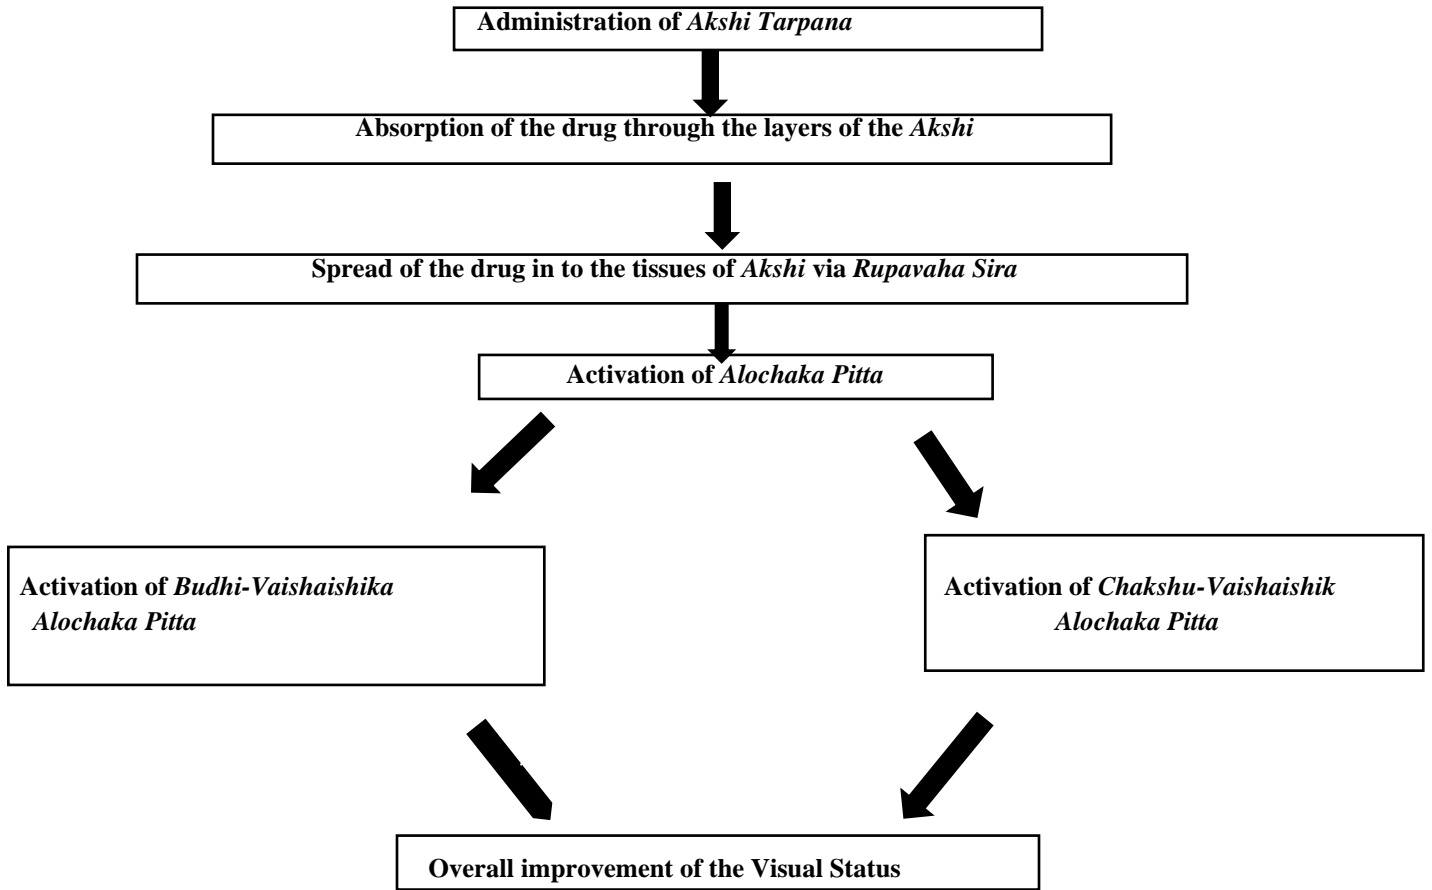 Administration of Akshi Tarpana
Absorption of the drug through the layers of the Akshi
Spread of the drug in to the tissues of Akshi via Rupavaha Sira
Activation of Alochaka Pitta
Activation of Budhi-Vaishaishika
Alochaka Pitta
Activation of Chakshu-Vaishaishik
Alochaka Pitta
Overall improvement of the Visual Status